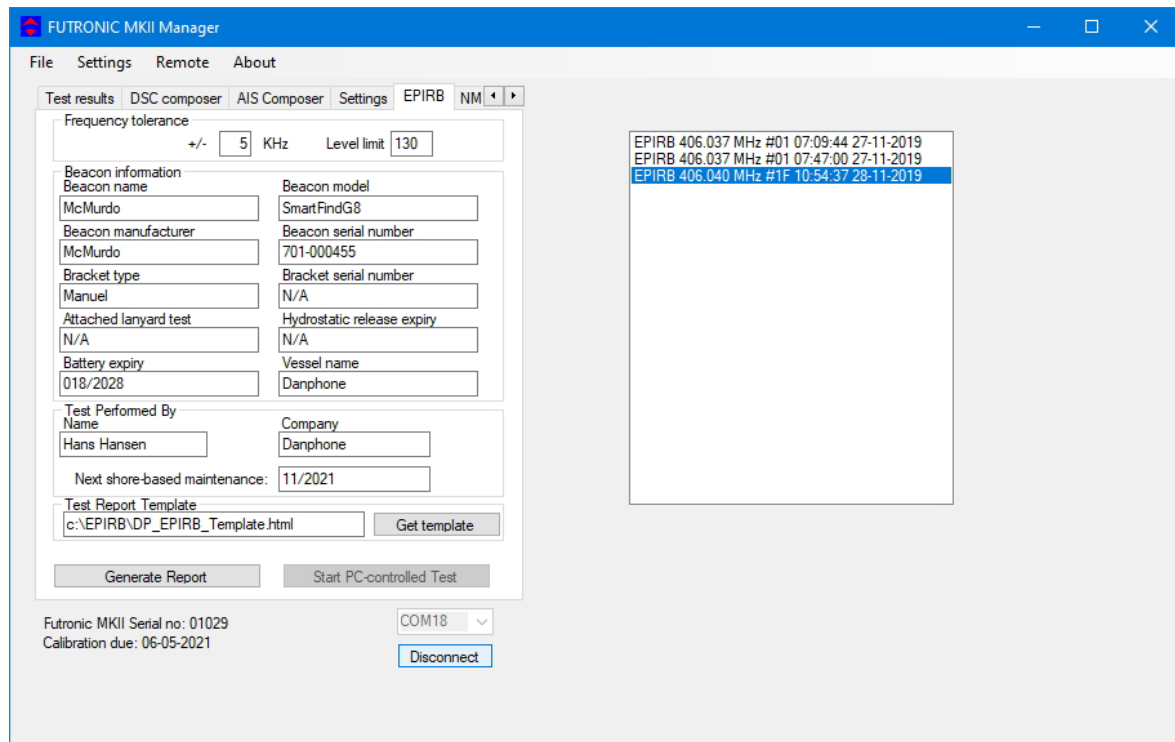 FUTRONIC MKII Manager
File Settings Remote About
Test results DSC composer AIS Composer Settings EPIRB NM
Frequency tolerance
+/- 5 KHz Level limit 130
Beacon information
Beacon name Beacon model
McMurdo SmartFindG8
Beacon manufacturer Beacon serial number
McMurdo 701-000455
Bracket type Bracket serial number
Manuel N/A
Attached lanyard test Hydrostatic release expiry
N/A N/A
Battery expiry Vessel name
018/2028 Danphone
Test Performed By
Name Company
Hans Hansen Danphone
Next shore-based maintenance: 11/2021
Test Report Template
c:\EPIRB\DP_EPIRB_Template.html Get template
Generate Report Start PC-controlled Test
Futronic MKII Serial no: 01029 COM18
Calibration due: 06-05-2021
Disconnect
EPIRB 406.037 MHz #01 07:09:44 27-11-2019
EPIRB 406.037 MHz #01 07:47:00 27-11-2019
EPIRB 406.040 MHz #1F 10:54:37 28-11-2019